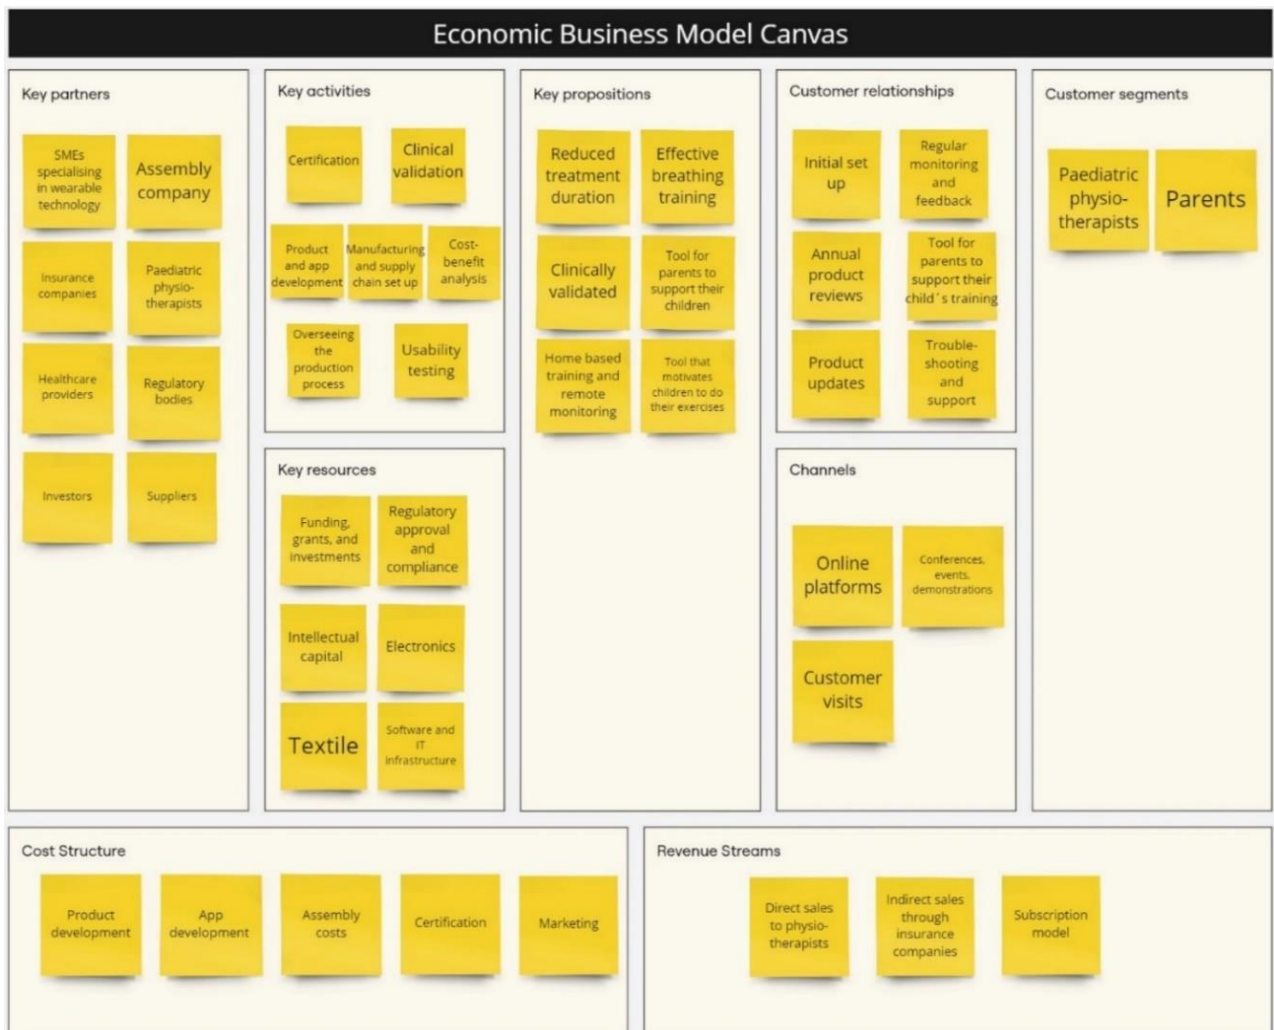 Economic Business Model Canvas
Key partners
SMEs
specialising
in wearable
technology
Assembly
company
Insurance
companies
Paediatric
physio-
therapists
Healthcare
providers
Regulatory
bodies
Investors
Suppliers
Key activities
Certification
Clinical
validation
Product
and app
development
Manufacturing
and supply
chain set up
Cost-
benefit
analysis
Overseeing
the
production
process
Usability
testing
Key resources
Funding,
grants, and
investments
Regulatory
approval
and
compliance
Intellectual
capital
Electronics
Textile
Software and
IT
infrastructure
Key propositions
Reduced
treatment
duration
Effective
breathing
training
Clinically
validated
Tool for
parents to
support their
children
Home based
training and
remote
monitoring
Tool that
motivates
children to do
their exercises
Customer relationships
Initial set
up
Regular
monitoring
and
feedback
Annual
product
reviews
Tool for
parents to
support their
child´s training
Product
updates
Trouble-
shooting
and
support
Channels
Online
platforms
Conferences,
events,
demonstrations
Customer
visits
Customer segments
Paediatric
physio-
therapists
Parents
Cost Structure
Product
development
App
development
Assembly
costs
Certification
Marketing
Revenue Streams
Direct sales
to physio-
therapists
Indirect sales
through
insurance
companies
Subscription
model